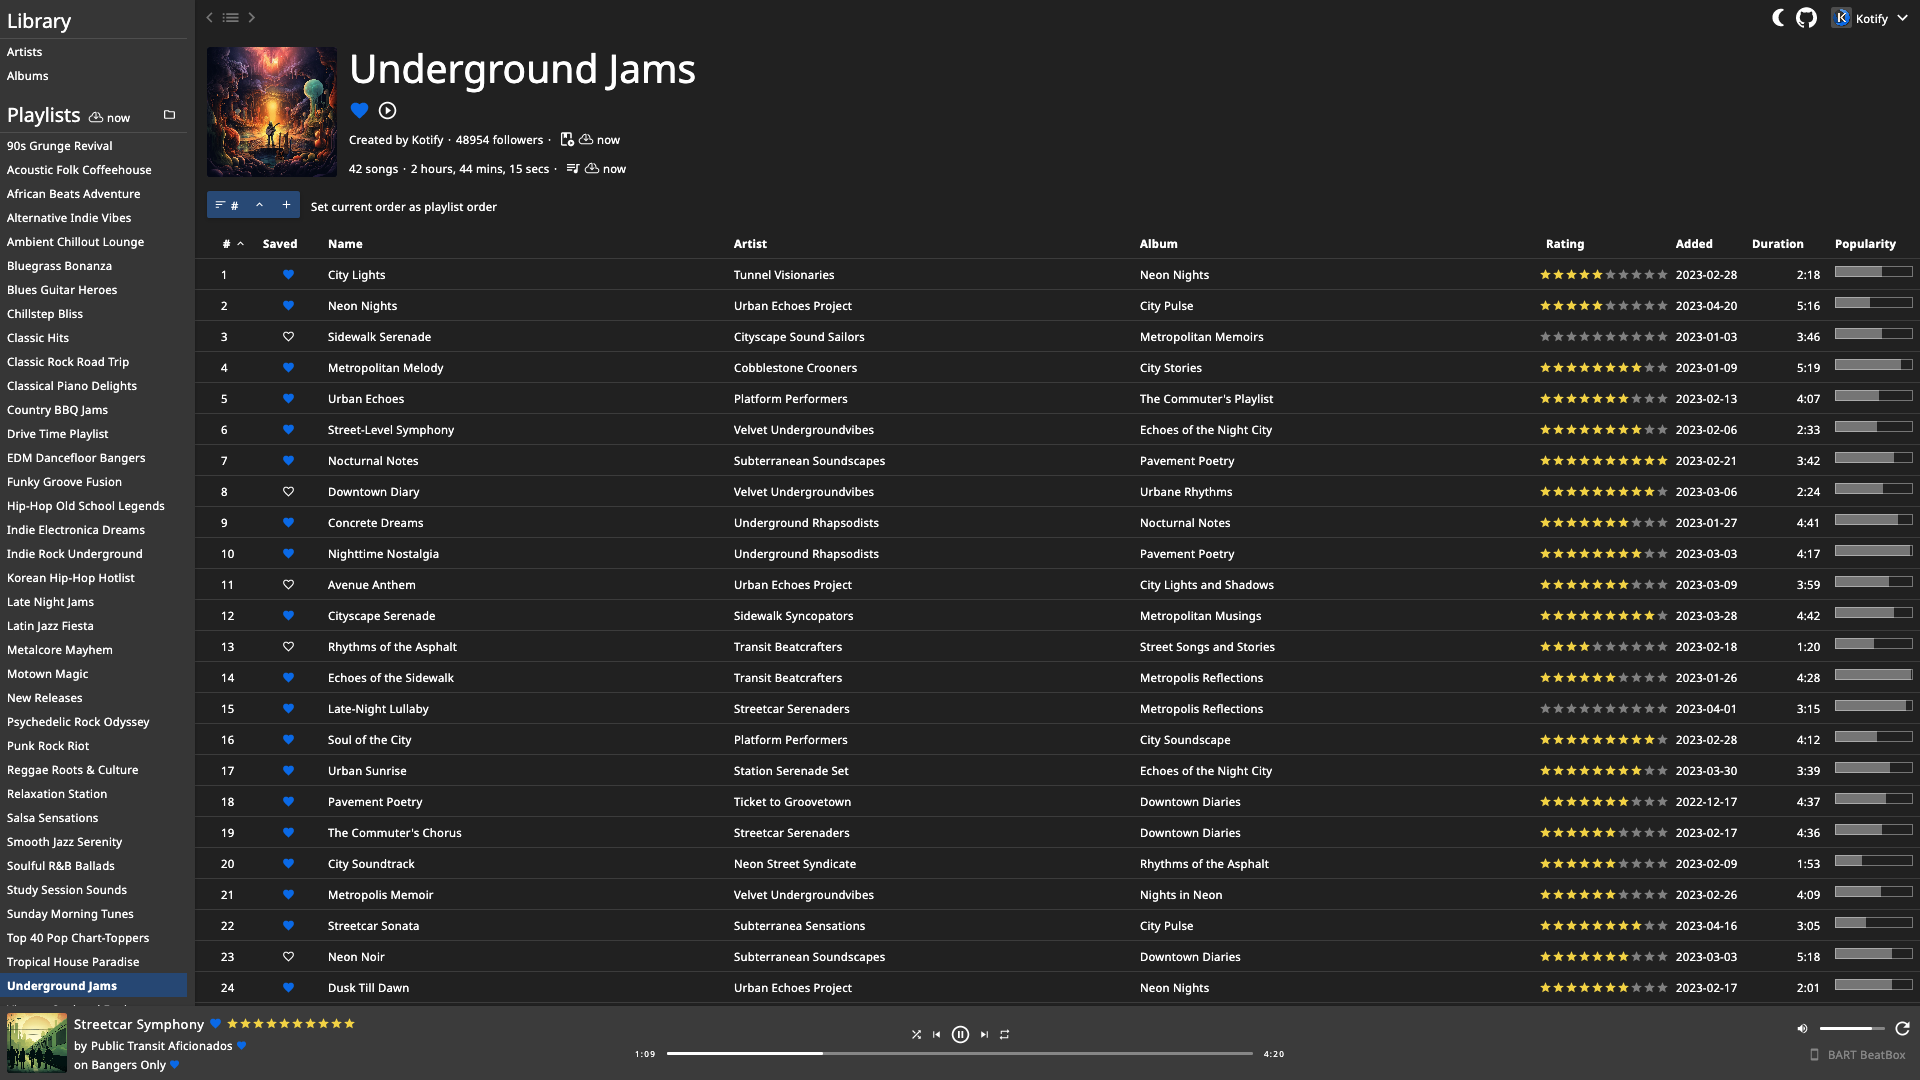 Library
Artists
Albums
Playlists now
90s Grunge Revival
Acoustic Folk Coffeehouse
African Beats Adventure
Alternative Indie Vibes
Ambient Chillout Lounge
Bluegrass Bonanza
Blues Guitar Heroes
Chillstep Bliss
Classic Hits
Classic Rock Road Trip
Classical Piano Delights
Country BBQ Jams
Drive Time Playlist
EDM Dancefloor Bangers
Funky Groove Fusion
Hip-Hop Old School Legends
Indie Electronica Dreams
Indie Rock Underground
Korean Hip-Hop Hotlist
Late Night Jams
Latin Jazz Fiesta
Metalcore Mayhem
Motown Magic
New Releases
Psychedelic Rock Odyssey
Punk Rock Riot
Reggae Roots & Culture
Relaxation Station
Salsa Sensations
Smooth Jazz Serenity
Soulful R&B Ballads
Study Session Sounds
Sunday Morning Tunes
Top 40 Pop Chart-Toppers
Tropical House Paradise
Underground Jams
K Kotify
Underground Jams
Created by Kotify · 48954 followers · now
42 songs · 2 hours, 44 mins, 15 secs · now
# Set current order as playlist order
# Saved Name Artist Album Rating Added Duration Popularity
1 City Lights Tunnel Visionaries Neon Nights 2023-02-28 2:18
2 Neon Nights Urban Echoes Project City Pulse 2023-04-20 5:16
3 Sidewalk Serenade Cityscape Sound Sailors Metropolitan Memoirs 2023-01-03 3:46
4 Metropolitan Melody Cobblestone Crooners City Stories 2023-01-09 5:19
5 Urban Echoes Platform Performers The Commuter's Playlist 2023-02-13 4:07
6 Street-Level Symphony Velvet Undergroundvibes Echoes of the Night City 2023-02-06 2:33
7 Nocturnal Notes Subterranean Soundscapes Pavement Poetry 2023-02-21 3:42
8 Downtown Diary Velvet Undergroundvibes Urbane Rhythms 2023-03-06 2:24
9 Concrete Dreams Underground Rhapsodists Nocturnal Notes 2023-01-27 4:41
10 Nighttime Nostalgia Underground Rhapsodists Pavement Poetry 2023-03-03 4:17
11 Avenue Anthem Urban Echoes Project City Lights and Shadows 2023-03-09 3:59
12 Cityscape Serenade Sidewalk Syncopators Metropolitan Musings 2023-03-28 4:42
13 Rhythms of the Asphalt Transit Beatcrafters Street Songs and Stories 2023-02-18 1:20
14 Echoes of the Sidewalk Transit Beatcrafters Metropolis Reflections 2023-01-26 4:28
15 Late-Night Lullaby Streetcar Serenaders Metropolis Reflections 2023-04-01 3:15
16 Soul of the City Platform Performers City Soundscape 2023-02-28 4:12
17 Urban Sunrise Station Serenade Set Echoes of the Night City 2023-03-30 3:39
18 Pavement Poetry Ticket to Groovetown Downtown Diaries 2022-12-17 4:37
19 The Commuter's Chorus Streetcar Serenaders Downtown Diaries 2023-02-17 4:36
20 City Soundtrack Neon Street Syndicate Rhythms of the Asphalt 2023-02-09 1:53
21 Metropolis Memoir Velvet Undergroundvibes Nights in Neon 2023-02-26 4:09
22 Streetcar Sonata Subterranea Sensations City Pulse 2023-04-16 3:05
23 Neon Noir Subterranean Soundscapes Downtown Diaries 2023-03-03 5:18
24 Dusk Till Dawn Urban Echoes Project Neon Nights 2023-02-17 2:01
Streetcar Symphony
by Public Transit Aficionados
on Bangers Only
1:09 4:20
BART BeatBox